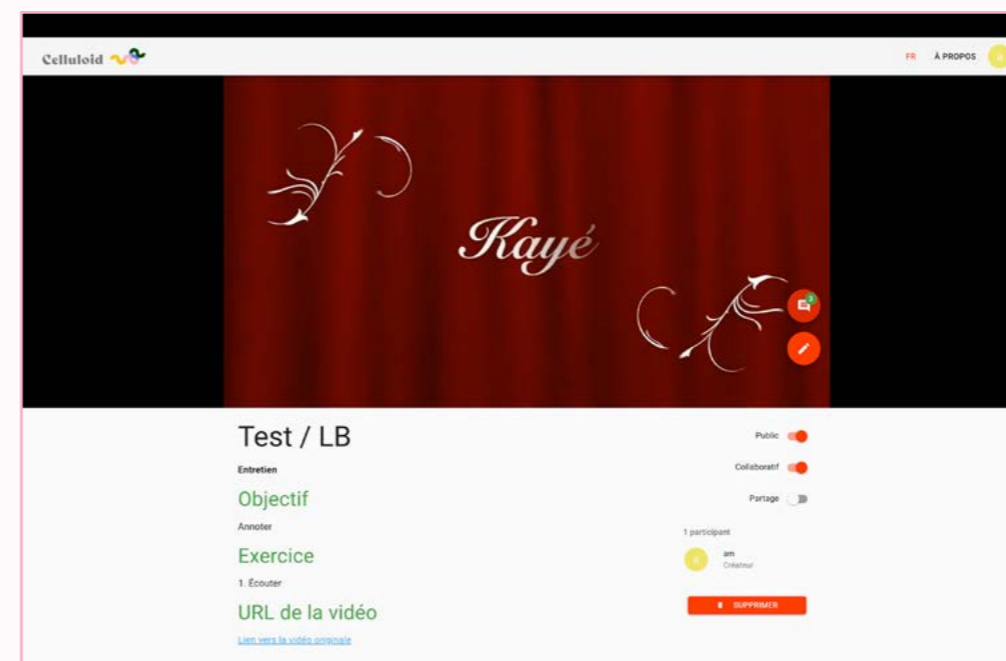 Celluloid
FR À PROPOS
Kayé
3
Test / LB
Public
Entretien
Collaboratif
Objectif
Partage
Annoter
1 participant
Exercice
am
Créateur
1. Écouter
SUPPRIMER
URL de la vidéo
Lien vers la vidéo originale